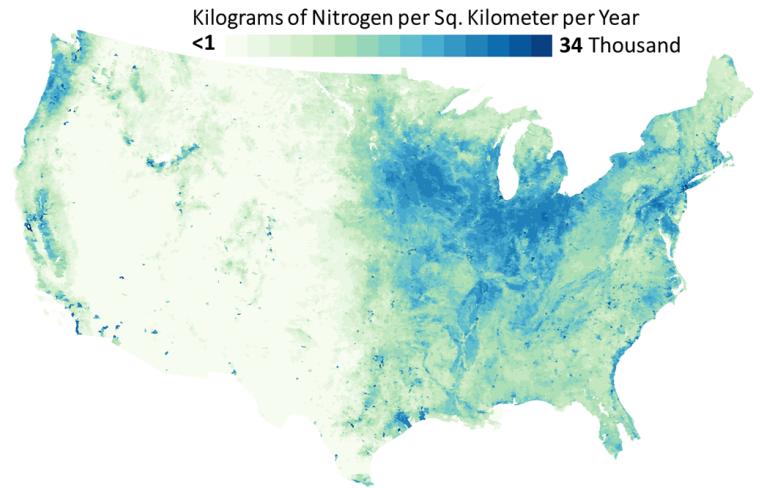 Kilograms of Nitrogen per Sq. Kilometer per Year
<1 34 Thousand